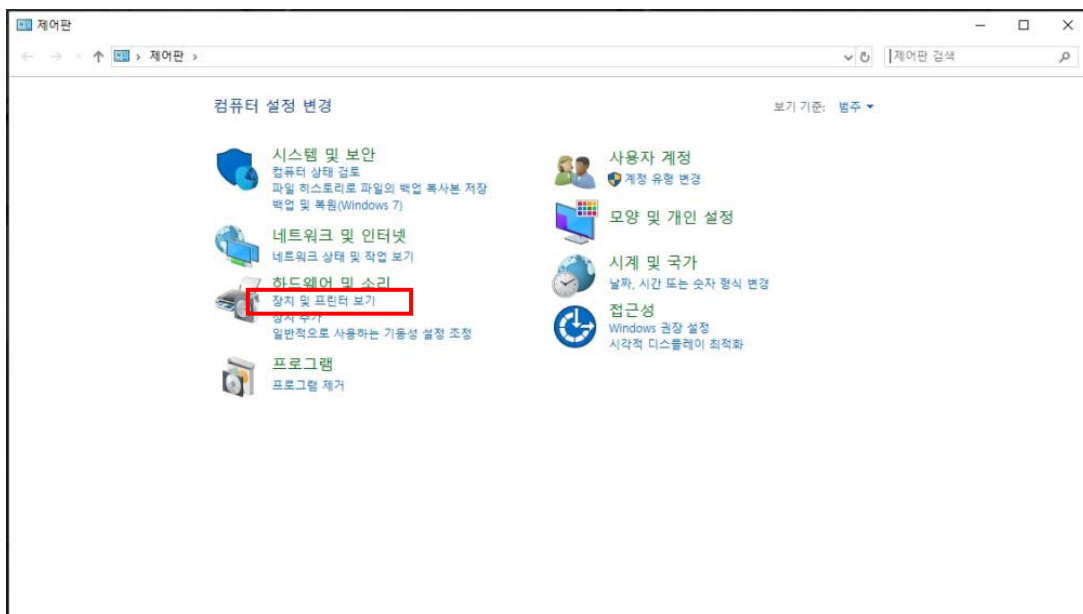 제어판
제어판
제어판 검색
컴퓨터 설정 변경
보기 기준: 범주
시스템 및 보안
컴퓨터 상태 검토
파일 히스토리로 파일의 백업 복사본 저장
백업 및 복원(Windows 7)
네트워크 및 인터넷
네트워크 상태 및 작업 보기
하드웨어 및 소리
장치 및 프린터 보기
장치 추가
일반적으로 사용하는 기동성 설정 조정
프로그램
프로그램 제거
사용자 계정
계정 유형 변경
모양 및 개인 설정
시계 및 국가
날짜, 시간 또는 숫자 형식 변경
접근성
Windows 권장 설정
시각적 디스플레이 최적화